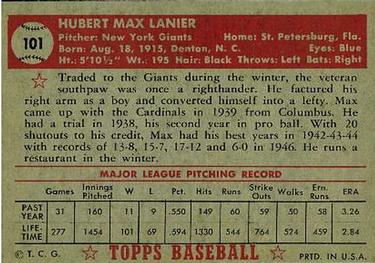 101
HUBERT MAX LANIER
Pitcher: New York Giants Home: St. Petersburg, Fla.
Born: Aug. 18, 1915, Denton, N. C. Eyes: Blue
Ht: 5'10½" Wt: 195 Hair: Black Throws: Left Bats: Right
Traded to the Giants during the winter, the veteran
southpaw was once a righthander. He factured his
right arm as a boy and converted himself into a lefty. Max
came up with the Cardinals in 1939 from Columbus. He
had a trial in 1938, his second year in pro ball. With 20
shutouts to his credit, Max had his best years in 1942-43-44
with records of 13-8, 15-7, 17-12 and 6-0 in 1946. He runs
a restaurant in the winter.
MAJOR LEAGUE PITCHING RECORD
Games Innings Pitched W L Pct. Hits Runs Strike Outs Walks Ern. Runs ERA
PAST YEAR 31 160 11 9 .550 149 60 59 50 58 3.26
LIFE- TIME 277 1454 101 69 .594 1330 544 764 524 459 2.84
© T. C. G. TOPPS BASEBALL PRTD. IN U.S.A.